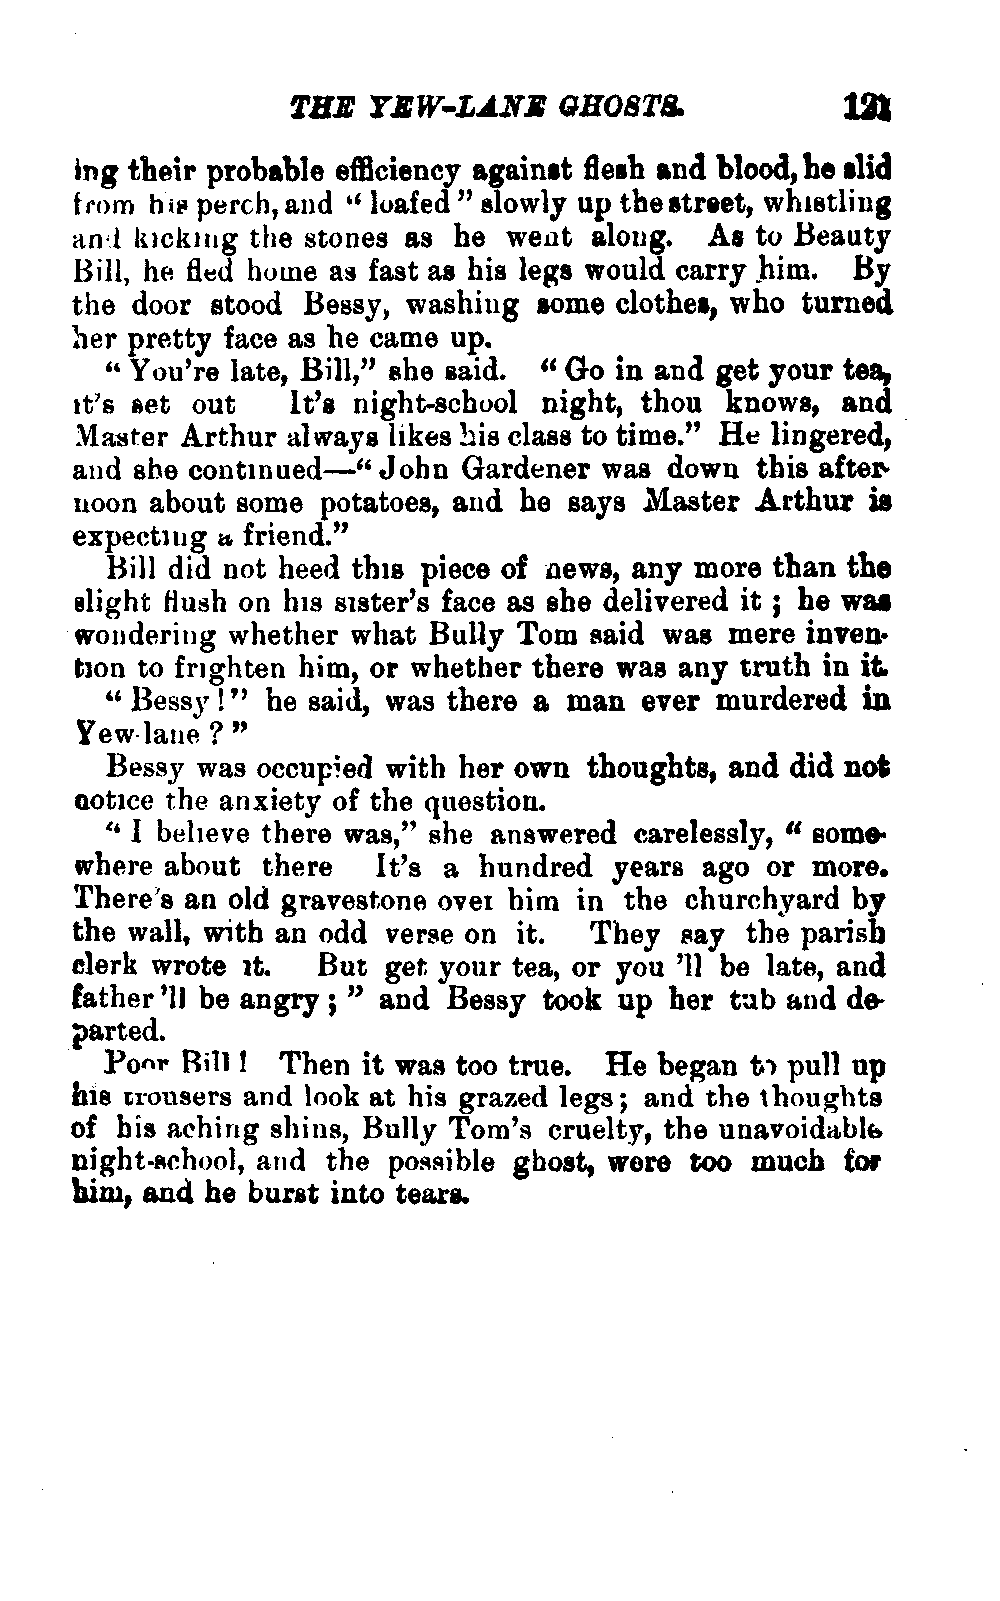 THE YEW-LANE GHOSTS. 121
ing their probable efficiency against flesh and blood, he slid
from his perch, and “ loafed ” slowly up the street, whistling
and kicking the stones as he went along. As to Beauty
Bill, he fled home as fast as his legs would carry him. By
the door stood Bessy, washing some clothes, who turned
her pretty face as he came up.
“ You're late, Bill,” she said. “ Go in and get your tea,
it's set out It's night-school night, thou knows, and
Master Arthur always likes his class to time.” He lingered,
and she continued—“ John Gardener was down this after-
noon about some potatoes, and he says Master Arthur is
expecting a friend.”
Bill did not heed this piece of news, any more than the
slight flush on his sister's face as she delivered it ; he was
wondering whether what Bully Tom said was mere inven-
tion to frighten him, or whether there was any truth in it.
“ Bessy ! ” he said, was there a man ever murdered in
Yew-lane ? ”
Bessy was occupied with her own thoughts, and did not
notice the anxiety of the question.
“ I believe there was,” she answered carelessly, “ some-
where about there It's a hundred years ago or more.
There's an old gravestone over him in the churchyard by
the wall, with an odd verse on it. They say the parish
clerk wrote it. But get your tea, or you 'll be late, and
father 'll be angry ; ” and Bessy took up her tub and de-
parted.
Poor Bill ! Then it was too true. He began to pull up
his trousers and look at his grazed legs ; and the thoughts
of his aching shins, Bully Tom's cruelty, the unavoidable
night-school, and the possible ghost, were too much for
him, and he burst into tears.